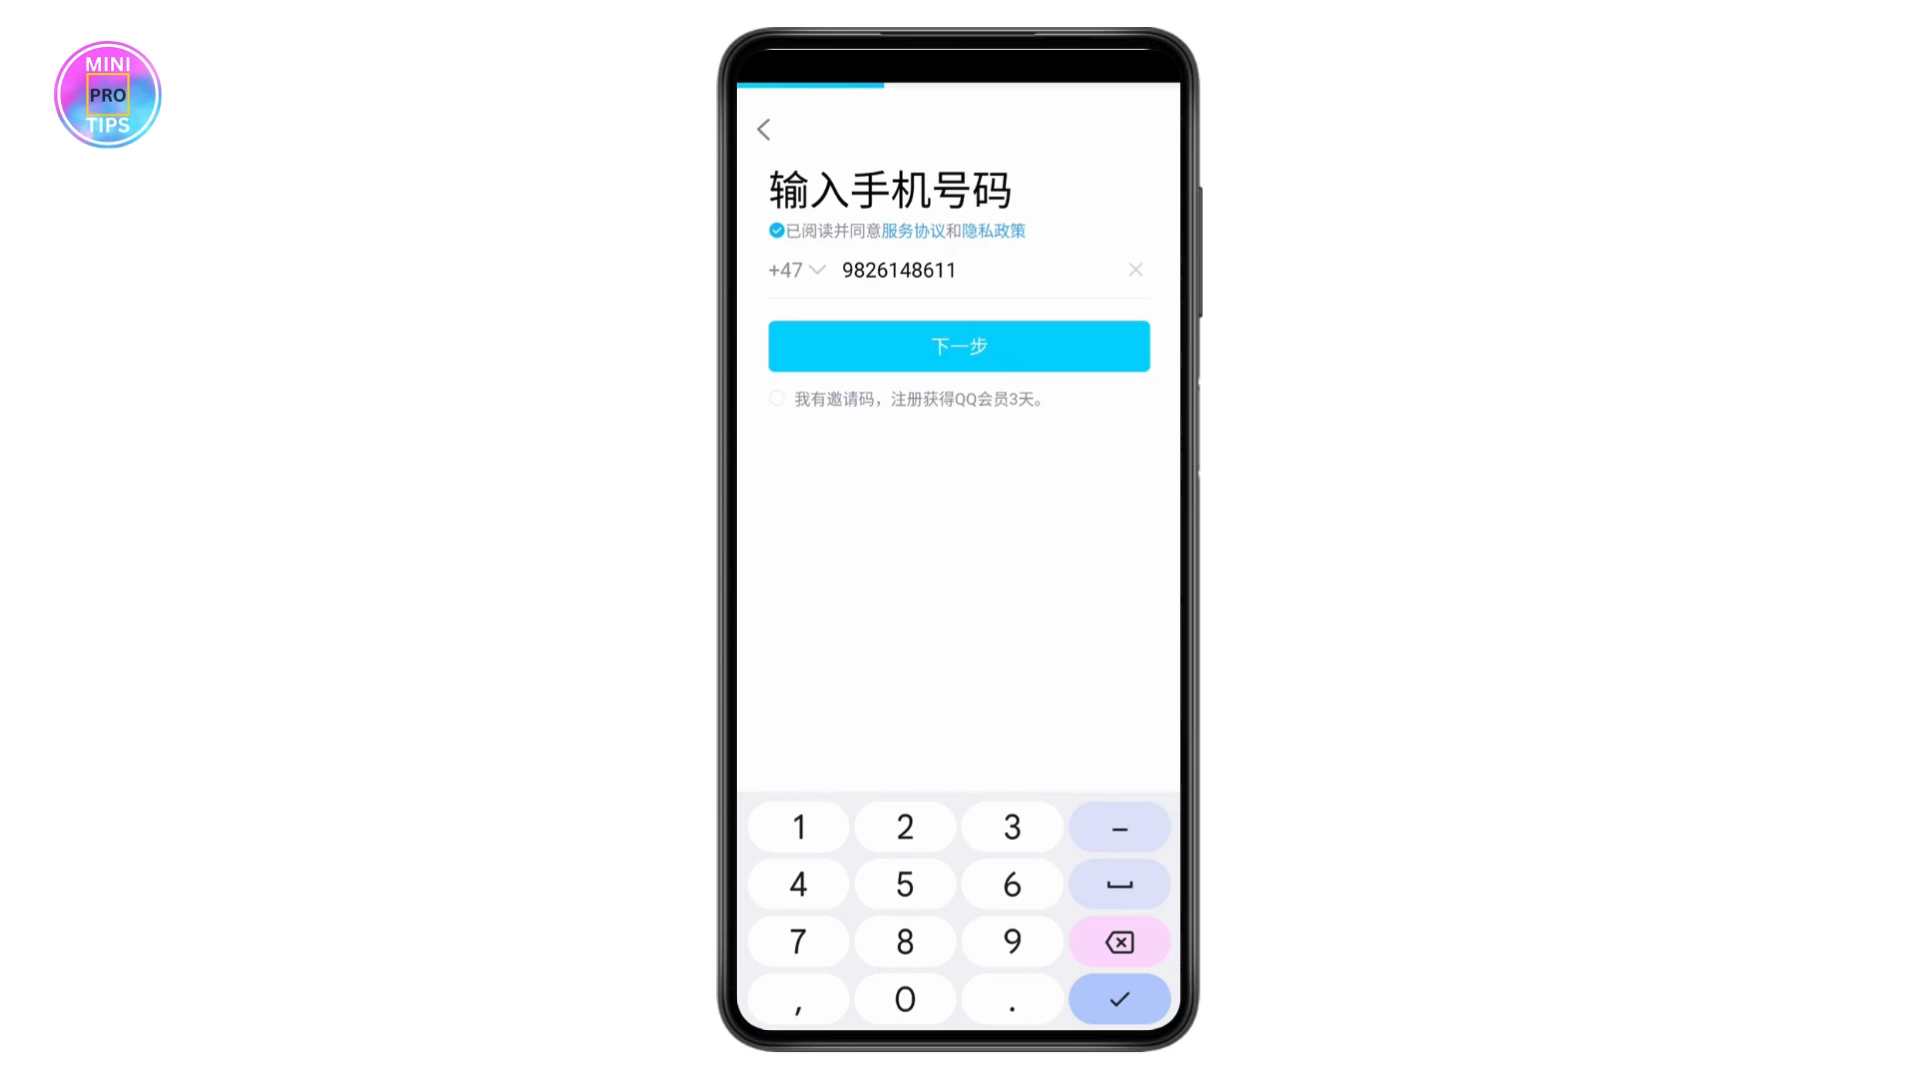 MINI
PRO
TIPS
输入手机号码
已阅读并同意服务协议和隐私政策
+47 9826148611
下一步
我有邀请码，注册获得QQ会员3天。
1 2 3 –
4 5 6
7 8 9
, 0 .